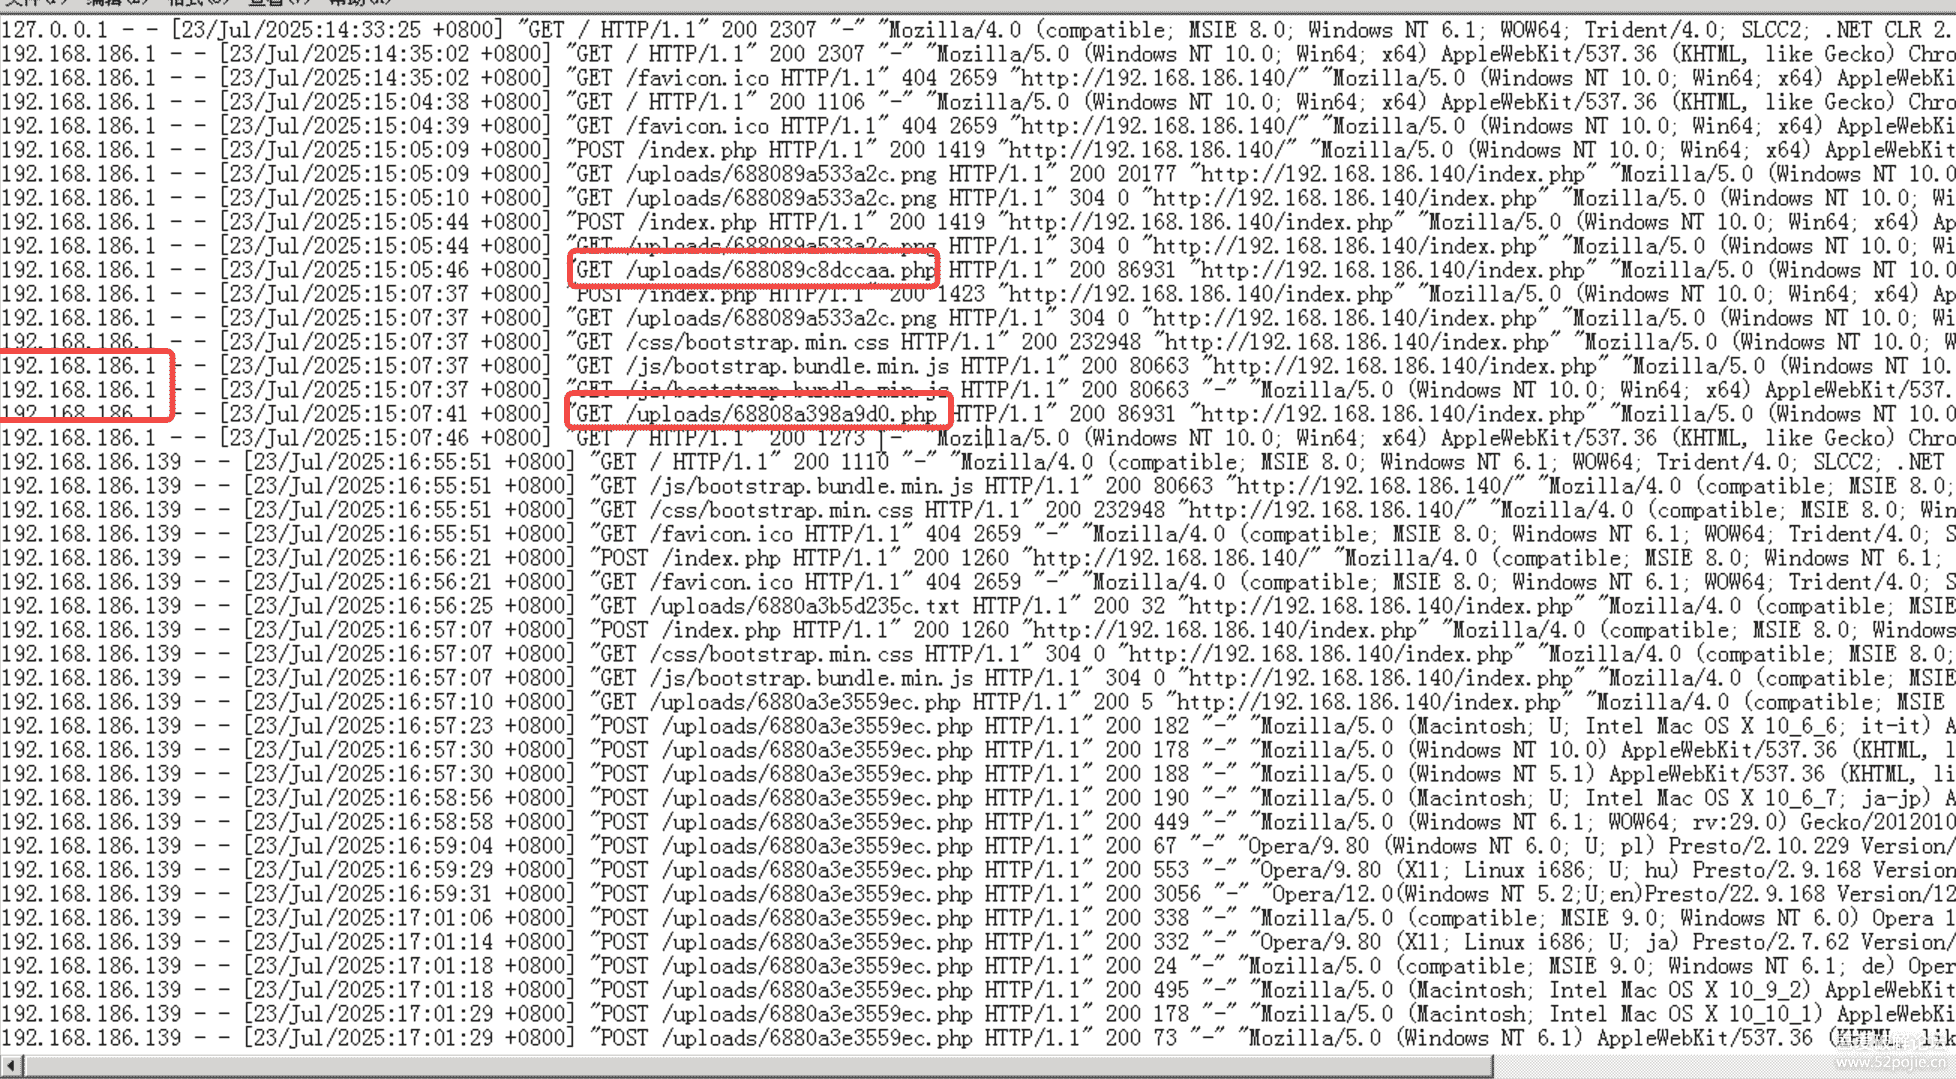 文件(F) 编辑(E) 格式(O) 查看(V) 帮助(H)
127.0.0.1 - - [23/Jul/2025:14:33:25 +0800] "GET / HTTP/1.1" 200 2307 "-" "Mozilla/4.0 (compatible; MSIE 8.0; Windows NT 6.1; WOW64; Trident/4.0; SLCC2; .NET CLR 2.
192.168.186.1 - - [23/Jul/2025:14:35:02 +0800] "GET / HTTP/1.1" 200 2307 "-" "Mozilla/5.0 (Windows NT 10.0; Win64; x64) AppleWebKit/537.36 (KHTML, like Gecko) Chro
192.168.186.1 - - [23/Jul/2025:14:35:02 +0800] "GET /favicon.ico HTTP/1.1" 404 2659 "http://192.168.186.140/" "Mozilla/5.0 (Windows NT 10.0; Win64; x64) AppleWebKi
192.168.186.1 - - [23/Jul/2025:15:04:38 +0800] "GET / HTTP/1.1" 200 1106 "-" "Mozilla/5.0 (Windows NT 10.0; Win64; x64) AppleWebKit/537.36 (KHTML, like Gecko) Chro
192.168.186.1 - - [23/Jul/2025:15:04:39 +0800] "GET /favicon.ico HTTP/1.1" 404 2659 "http://192.168.186.140/" "Mozilla/5.0 (Windows NT 10.0; Win64; x64) AppleWebKi
192.168.186.1 - - [23/Jul/2025:15:05:09 +0800] "POST /index.php HTTP/1.1" 200 1419 "http://192.168.186.140/" "Mozilla/5.0 (Windows NT 10.0; Win64; x64) AppleWebKit
192.168.186.1 - - [23/Jul/2025:15:05:09 +0800] "GET /uploads/688089a533a2c.png HTTP/1.1" 200 20177 "http://192.168.186.140/index.php" "Mozilla/5.0 (Windows NT 10.0
192.168.186.1 - - [23/Jul/2025:15:05:10 +0800] "GET /uploads/688089a533a2c.png HTTP/1.1" 304 0 "http://192.168.186.140/index.php" "Mozilla/5.0 (Windows NT 10.0; Wi
192.168.186.1 - - [23/Jul/2025:15:05:44 +0800] "POST /index.php HTTP/1.1" 200 1419 "http://192.168.186.140/index.php" "Mozilla/5.0 (Windows NT 10.0; Win64; x64) Ap
192.168.186.1 - - [23/Jul/2025:15:05:44 +0800] "GET /uploads/688089a533a2c.png HTTP/1.1" 304 0 "http://192.168.186.140/index.php" "Mozilla/5.0 (Windows NT 10.0; Wi
192.168.186.1 - - [23/Jul/2025:15:05:46 +0800] "GET /uploads/688089c8dccaa.php HTTP/1.1" 200 86931 "http://192.168.186.140/index.php" "Mozilla/5.0 (Windows NT 10.0
192.168.186.1 - - [23/Jul/2025:15:07:37 +0800] "POST /index.php HTTP/1.1" 200 1423 "http://192.168.186.140/index.php" "Mozilla/5.0 (Windows NT 10.0; Win64; x64) Ap
192.168.186.1 - - [23/Jul/2025:15:07:37 +0800] "GET /uploads/688089a533a2c.png HTTP/1.1" 304 0 "http://192.168.186.140/index.php" "Mozilla/5.0 (Windows NT 10.0; Wi
192.168.186.1 - - [23/Jul/2025:15:07:37 +0800] "GET /css/bootstrap.min.css HTTP/1.1" 200 232948 "http://192.168.186.140/index.php" "Mozilla/5.0 (Windows NT 10.0; W
192.168.186.1 - - [23/Jul/2025:15:07:37 +0800] "GET /js/bootstrap.bundle.min.js HTTP/1.1" 200 80663 "http://192.168.186.140/index.php" "Mozilla/5.0 (Windows NT 10.
192.168.186.1 - - [23/Jul/2025:15:07:37 +0800] "GET /js/bootstrap.bundle.min.js HTTP/1.1" 200 80663 "-" "Mozilla/5.0 (Windows NT 10.0; Win64; x64) AppleWebKit/537.
192.168.186.1 - - [23/Jul/2025:15:07:41 +0800] "GET /uploads/68808a398a9d0.php HTTP/1.1" 200 86931 "http://192.168.186.140/index.php" "Mozilla/5.0 (Windows NT 10.0
192.168.186.1 - - [23/Jul/2025:15:07:46 +0800] "GET / HTTP/1.1" 200 1273 "-" "Mozilla/5.0 (Windows NT 10.0; Win64; x64) AppleWebKit/537.36 (KHTML, like Gecko) Chro
192.168.186.139 - - [23/Jul/2025:16:55:51 +0800] "GET / HTTP/1.1" 200 1110 "-" "Mozilla/4.0 (compatible; MSIE 8.0; Windows NT 6.1; WOW64; Trident/4.0; SLCC2; .NET
192.168.186.139 - - [23/Jul/2025:16:55:51 +0800] "GET /js/bootstrap.bundle.min.js HTTP/1.1" 200 80663 "http://192.168.186.140/" "Mozilla/4.0 (compatible; MSIE 8.0;
192.168.186.139 - - [23/Jul/2025:16:55:51 +0800] "GET /css/bootstrap.min.css HTTP/1.1" 200 232948 "http://192.168.186.140/" "Mozilla/4.0 (compatible; MSIE 8.0; Win
192.168.186.139 - - [23/Jul/2025:16:55:51 +0800] "GET /favicon.ico HTTP/1.1" 404 2659 "-" "Mozilla/4.0 (compatible; MSIE 8.0; Windows NT 6.1; WOW64; Trident/4.0; S
192.168.186.139 - - [23/Jul/2025:16:56:21 +0800] "POST /index.php HTTP/1.1" 200 1260 "http://192.168.186.140/" "Mozilla/4.0 (compatible; MSIE 8.0; Windows NT 6.1;
192.168.186.139 - - [23/Jul/2025:16:56:21 +0800] "GET /favicon.ico HTTP/1.1" 404 2659 "-" "Mozilla/4.0 (compatible; MSIE 8.0; Windows NT 6.1; WOW64; Trident/4.0; S
192.168.186.139 - - [23/Jul/2025:16:56:25 +0800] "GET /uploads/6880a3b5d235c.txt HTTP/1.1" 200 32 "http://192.168.186.140/index.php" "Mozilla/4.0 (compatible; MSIE
192.168.186.139 - - [23/Jul/2025:16:57:07 +0800] "POST /index.php HTTP/1.1" 200 1260 "http://192.168.186.140/index.php" "Mozilla/4.0 (compatible; MSIE 8.0; Windows
192.168.186.139 - - [23/Jul/2025:16:57:07 +0800] "GET /css/bootstrap.min.css HTTP/1.1" 304 0 "http://192.168.186.140/index.php" "Mozilla/4.0 (compatible; MSIE 8.0;
192.168.186.139 - - [23/Jul/2025:16:57:07 +0800] "GET /js/bootstrap.bundle.min.js HTTP/1.1" 304 0 "http://192.168.186.140/index.php" "Mozilla/4.0 (compatible; MSIE
192.168.186.139 - - [23/Jul/2025:16:57:10 +0800] "GET /uploads/6880a3e3559ec.php HTTP/1.1" 200 5 "http://192.168.186.140/index.php" "Mozilla/4.0 (compatible; MSIE
192.168.186.139 - - [23/Jul/2025:16:57:23 +0800] "POST /uploads/6880a3e3559ec.php HTTP/1.1" 200 182 "-" "Mozilla/5.0 (Macintosh; U; Intel Mac OS X 10_6_6; it-it) A
192.168.186.139 - - [23/Jul/2025:16:57:30 +0800] "POST /uploads/6880a3e3559ec.php HTTP/1.1" 200 178 "-" "Mozilla/5.0 (Windows NT 10.0) AppleWebKit/537.36 (KHTML, l
192.168.186.139 - - [23/Jul/2025:16:57:30 +0800] "POST /uploads/6880a3e3559ec.php HTTP/1.1" 200 188 "-" "Mozilla/5.0 (Windows NT 5.1) AppleWebKit/537.36 (KHTML, li
192.168.186.139 - - [23/Jul/2025:16:58:56 +0800] "POST /uploads/6880a3e3559ec.php HTTP/1.1" 200 190 "-" "Mozilla/5.0 (Macintosh; U; Intel Mac OS X 10_6_7; ja-jp) A
192.168.186.139 - - [23/Jul/2025:16:58:58 +0800] "POST /uploads/6880a3e3559ec.php HTTP/1.1" 200 449 "-" "Mozilla/5.0 (Windows NT 6.1; WOW64; rv:29.0) Gecko/2012010
192.168.186.139 - - [23/Jul/2025:16:59:04 +0800] "POST /uploads/6880a3e3559ec.php HTTP/1.1" 200 67 "-" "Opera/9.80 (Windows NT 6.0; U; pl) Presto/2.10.229 Version/
192.168.186.139 - - [23/Jul/2025:16:59:29 +0800] "POST /uploads/6880a3e3559ec.php HTTP/1.1" 200 553 "-" "Opera/9.80 (X11; Linux i686; U; hu) Presto/2.9.168 Version
192.168.186.139 - - [23/Jul/2025:16:59:31 +0800] "POST /uploads/6880a3e3559ec.php HTTP/1.1" 200 3056 "-" "Opera/12.0(Windows NT 5.2;U;en)Presto/22.9.168 Version/12
192.168.186.139 - - [23/Jul/2025:17:01:06 +0800] "POST /uploads/6880a3e3559ec.php HTTP/1.1" 200 338 "-" "Mozilla/5.0 (compatible; MSIE 9.0; Windows NT 6.0) Opera 1
192.168.186.139 - - [23/Jul/2025:17:01:14 +0800] "POST /uploads/6880a3e3559ec.php HTTP/1.1" 200 332 "-" "Opera/9.80 (X11; Linux i686; U; ja) Presto/2.7.62 Version/
192.168.186.139 - - [23/Jul/2025:17:01:18 +0800] "POST /uploads/6880a3e3559ec.php HTTP/1.1" 200 24 "-" "Mozilla/5.0 (compatible; MSIE 9.0; Windows NT 6.1; de) Oper
192.168.186.139 - - [23/Jul/2025:17:01:18 +0800] "POST /uploads/6880a3e3559ec.php HTTP/1.1" 200 495 "-" "Mozilla/5.0 (Macintosh; Intel Mac OS X 10_9_2) AppleWebKit
192.168.186.139 - - [23/Jul/2025:17:01:29 +0800] "POST /uploads/6880a3e3559ec.php HTTP/1.1" 200 178 "-" "Mozilla/5.0 (Macintosh; Intel Mac OS X 10_10_1) AppleWebKi
192.168.186.139 - - [23/Jul/2025:17:01:29 +0800] "POST /uploads/6880a3e3559ec.php HTTP/1.1" 200 73 "-" "Mozilla/5.0 (Windows NT 6.1) AppleWebKit/537.36 (KHTML, lik
吾爱破解论坛
www.52pojie.cn